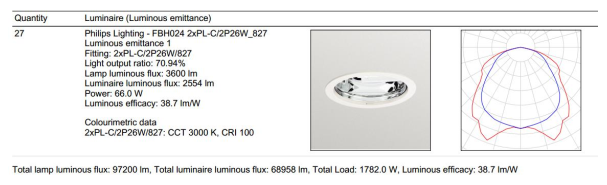 Quantity Luminaire (Luminous emittance)
27 Philips Lighting - FBH024 2xPL-C/2P26W_827
Luminous emittance 1
Fitting: 2xPL-C/2P26W/827
Light output ratio: 70.94%
Lamp luminous flux: 3600 lm
Luminaire luminous flux: 2554 lm
Power: 66.0 W
Luminous efficacy: 38.7 lm/W
Colourimetric data
2xPL-C/2P26W/827: CCT 3000 K, CRI 100
Total lamp luminous flux: 97200 lm, Total luminaire luminous flux: 68958 lm, Total Load: 1782.0 W, Luminous efficacy: 38.7 lm/W